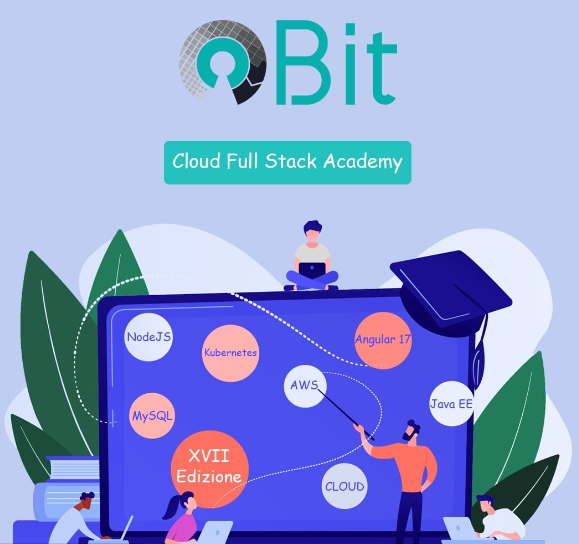 Bit
Cloud Full Stack Academy
NodeJS
Kubernetes
Angular 17
AWS
Java EE
MySQL
XVII
Edizione
CLOUD